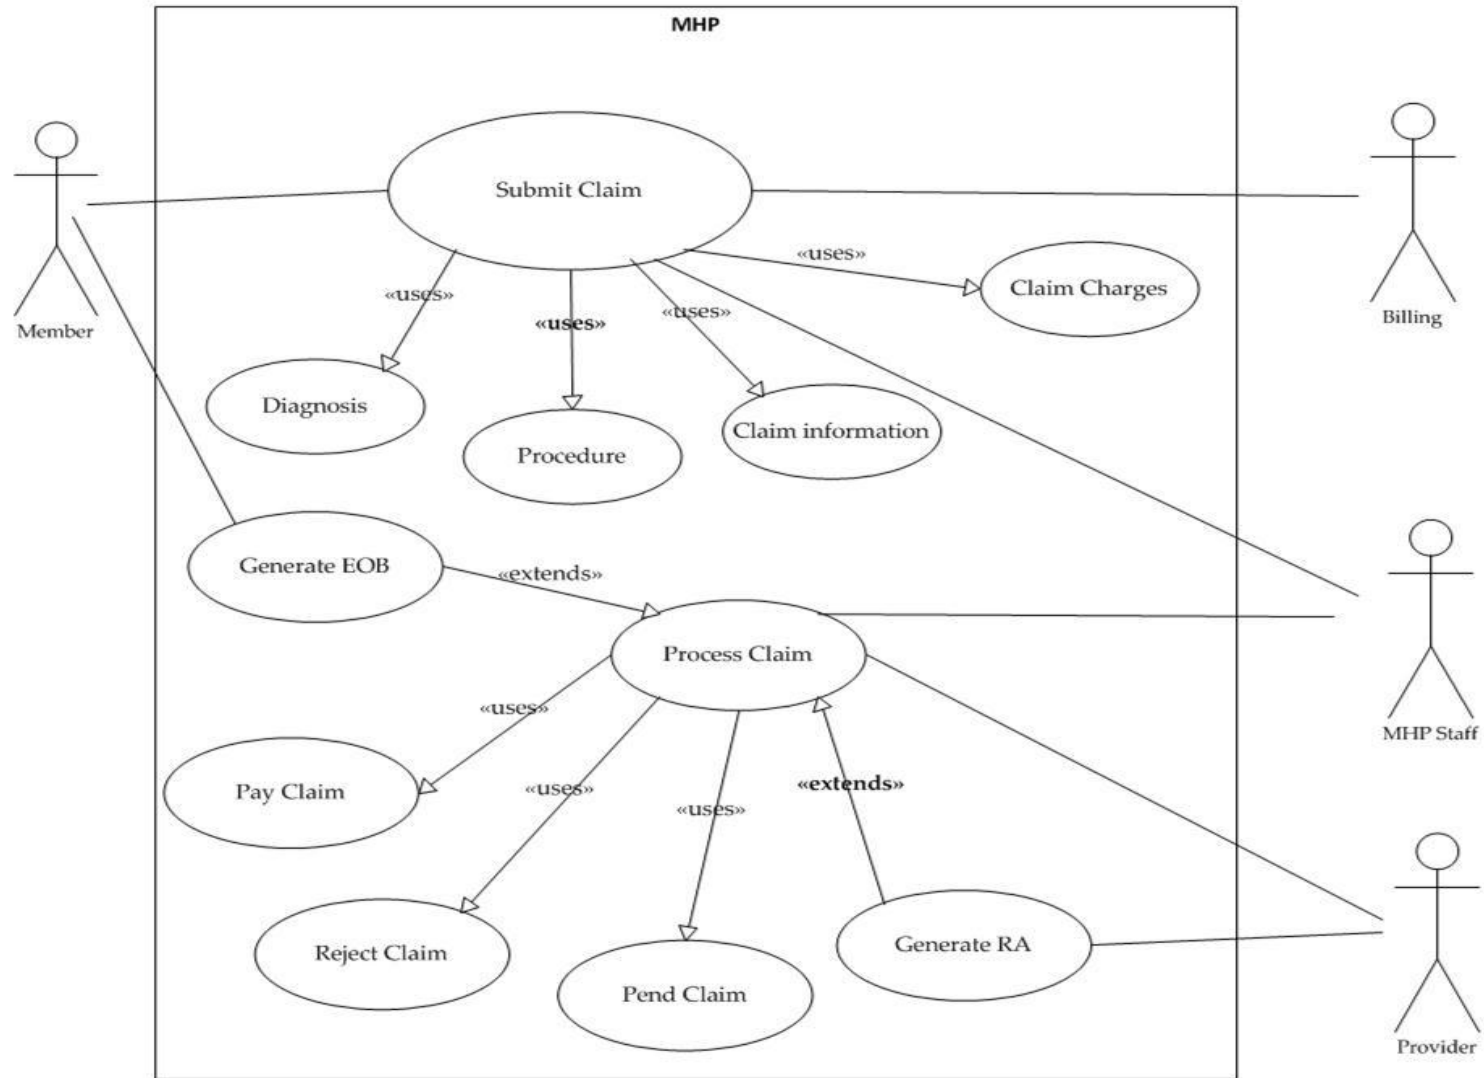 MHP
Submit Claim
«uses»
Claim Charges
«uses»
«uses»
«uses»
Member
Billing
Diagnosis
Procedure
Claim information
Generate EOB
«extends»
Process Claim
«uses»
MHP Staff
Pay Claim
«uses»
«uses»
«extends»
Reject Claim
Pend Claim
Generate RA
Provider